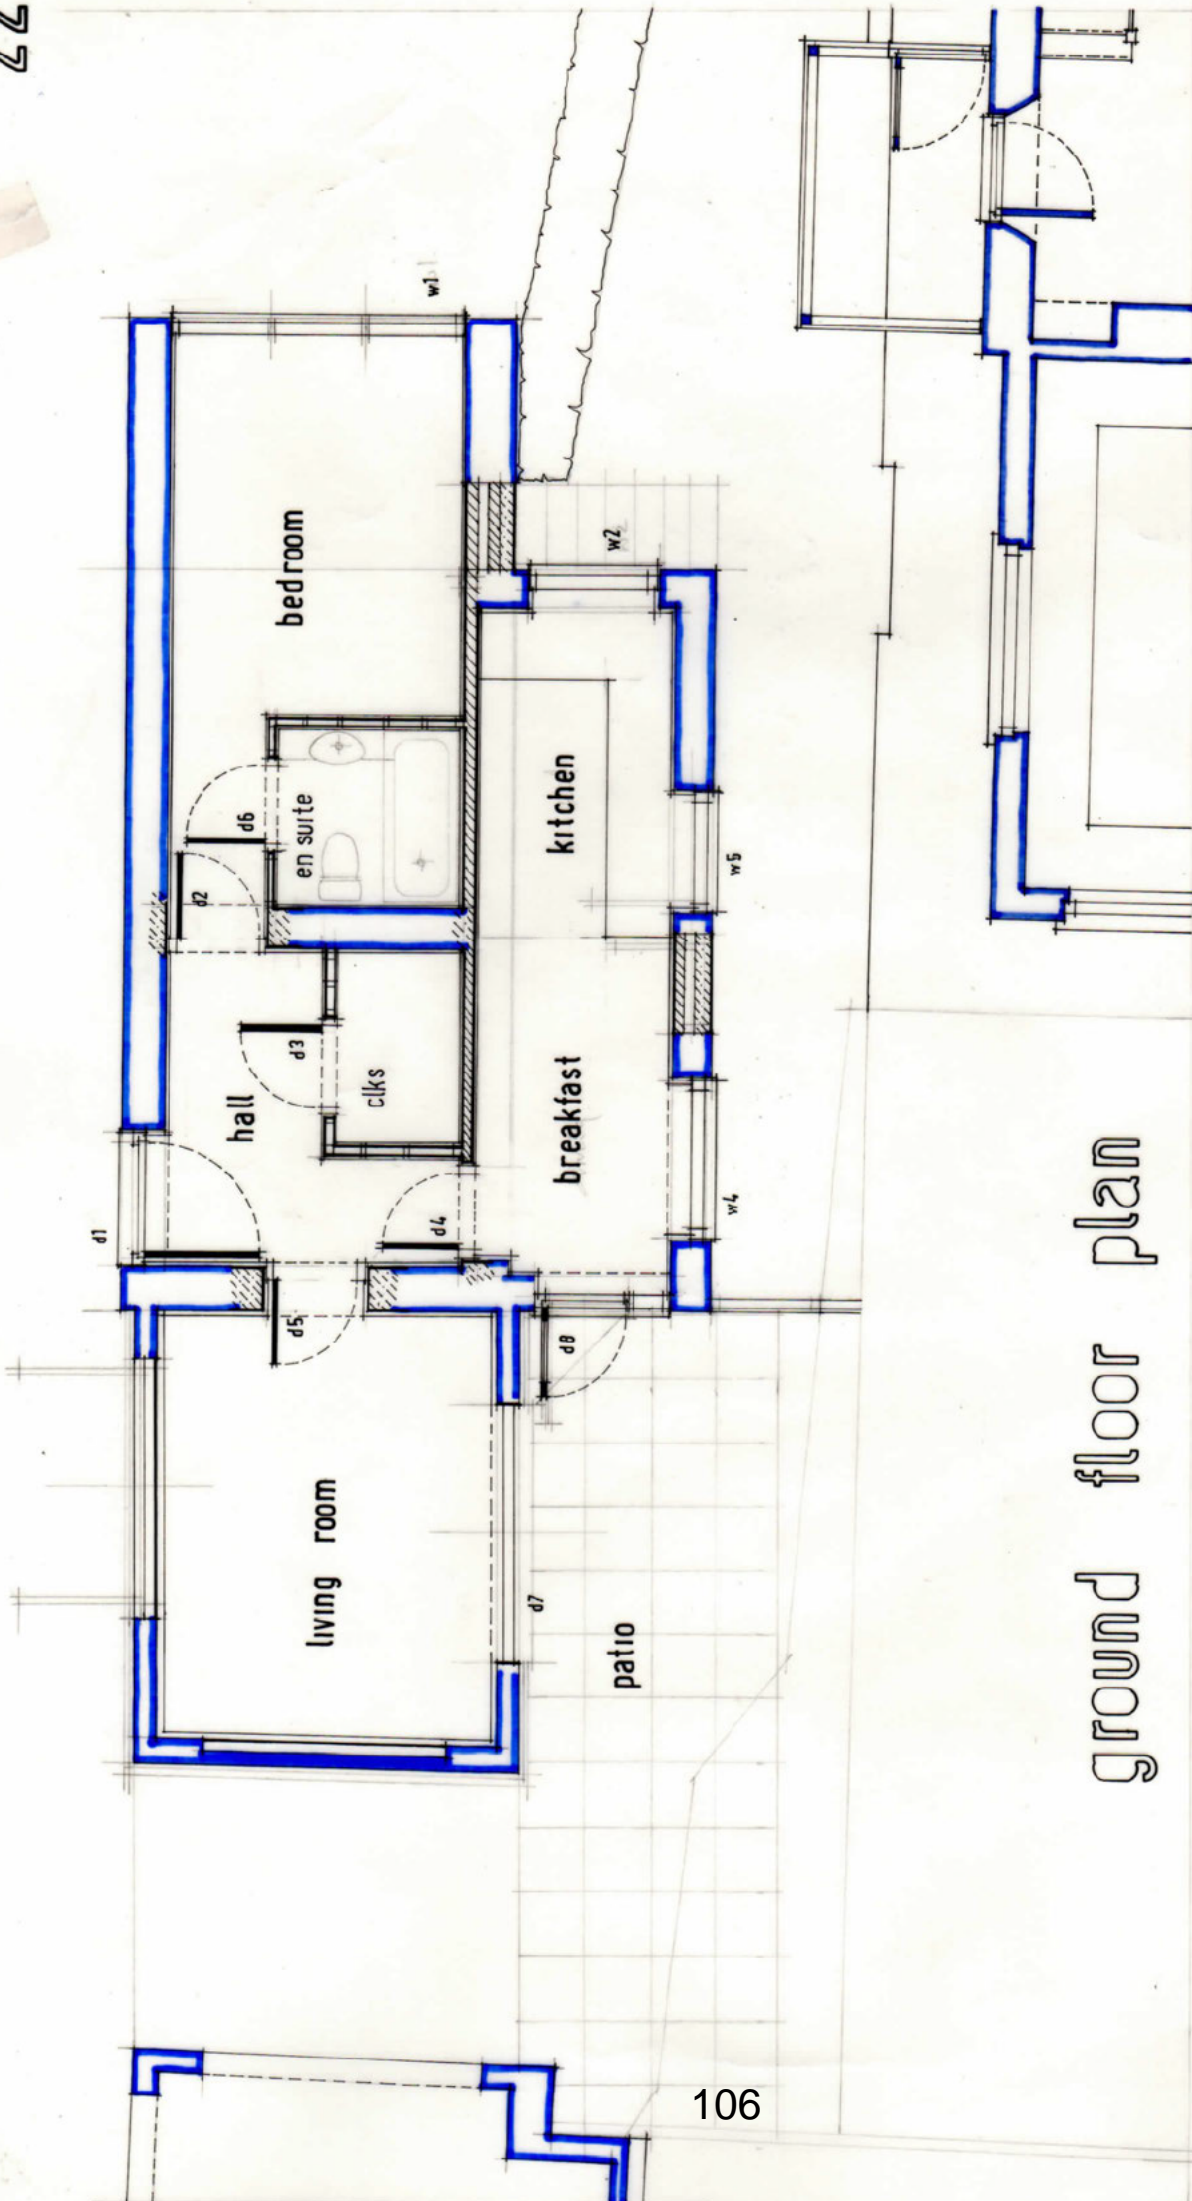 22
w1
bedroom
w2
d6
en suite
kitchen
d2
w5
d3
clks
hall
breakfast
d1
d4
w4
d5
d8
living room
d7
patio
ground floor plan
106